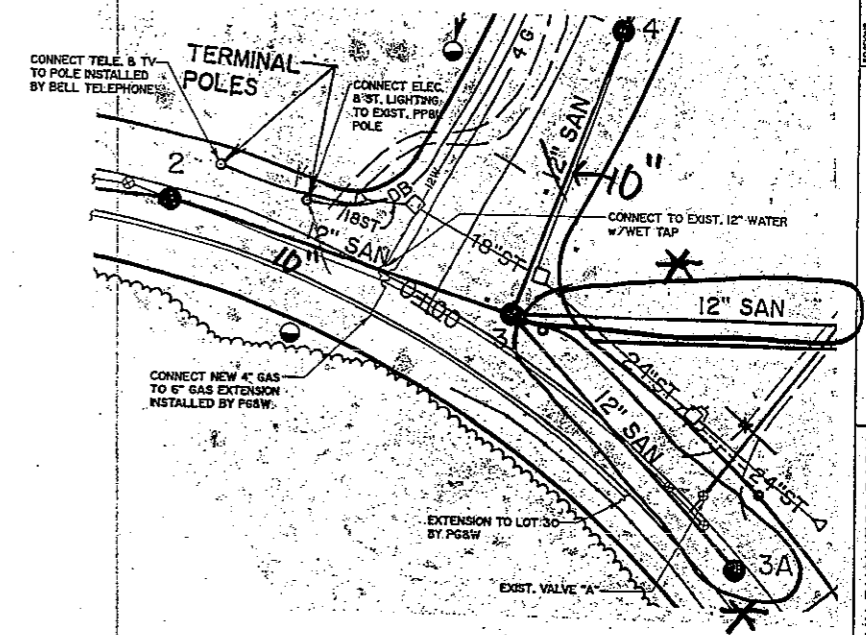 CONNECT TELE. & TV
TO POLE INSTALLED
BY BELL TELEPHONE
TERMINAL
POLES
CONNECT ELEC.
& ST. LIGHTING
TO EXIST. PP&L
POLE
4 G.
4
12" SAN
10"
2
12W
DB
18ST.
12" SAN
10"
CONNECT TO EXIST. 12" WATER
w/WET TAP
18"ST
0+00
3
12" SAN
CONNECT NEW 4" GAS
TO 6" GAS EXTENSION
INSTALLED BY PG&W.
24"ST
12" SAN
24"ST
EXTENSION TO LOT 30
BY PG&W
3A
EXIST. VALVE "A"